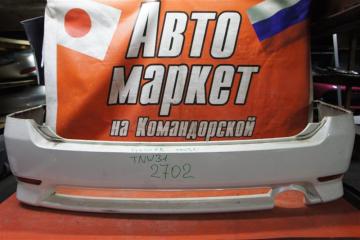 Авто
маркет
на Командорской
TNW31
2702